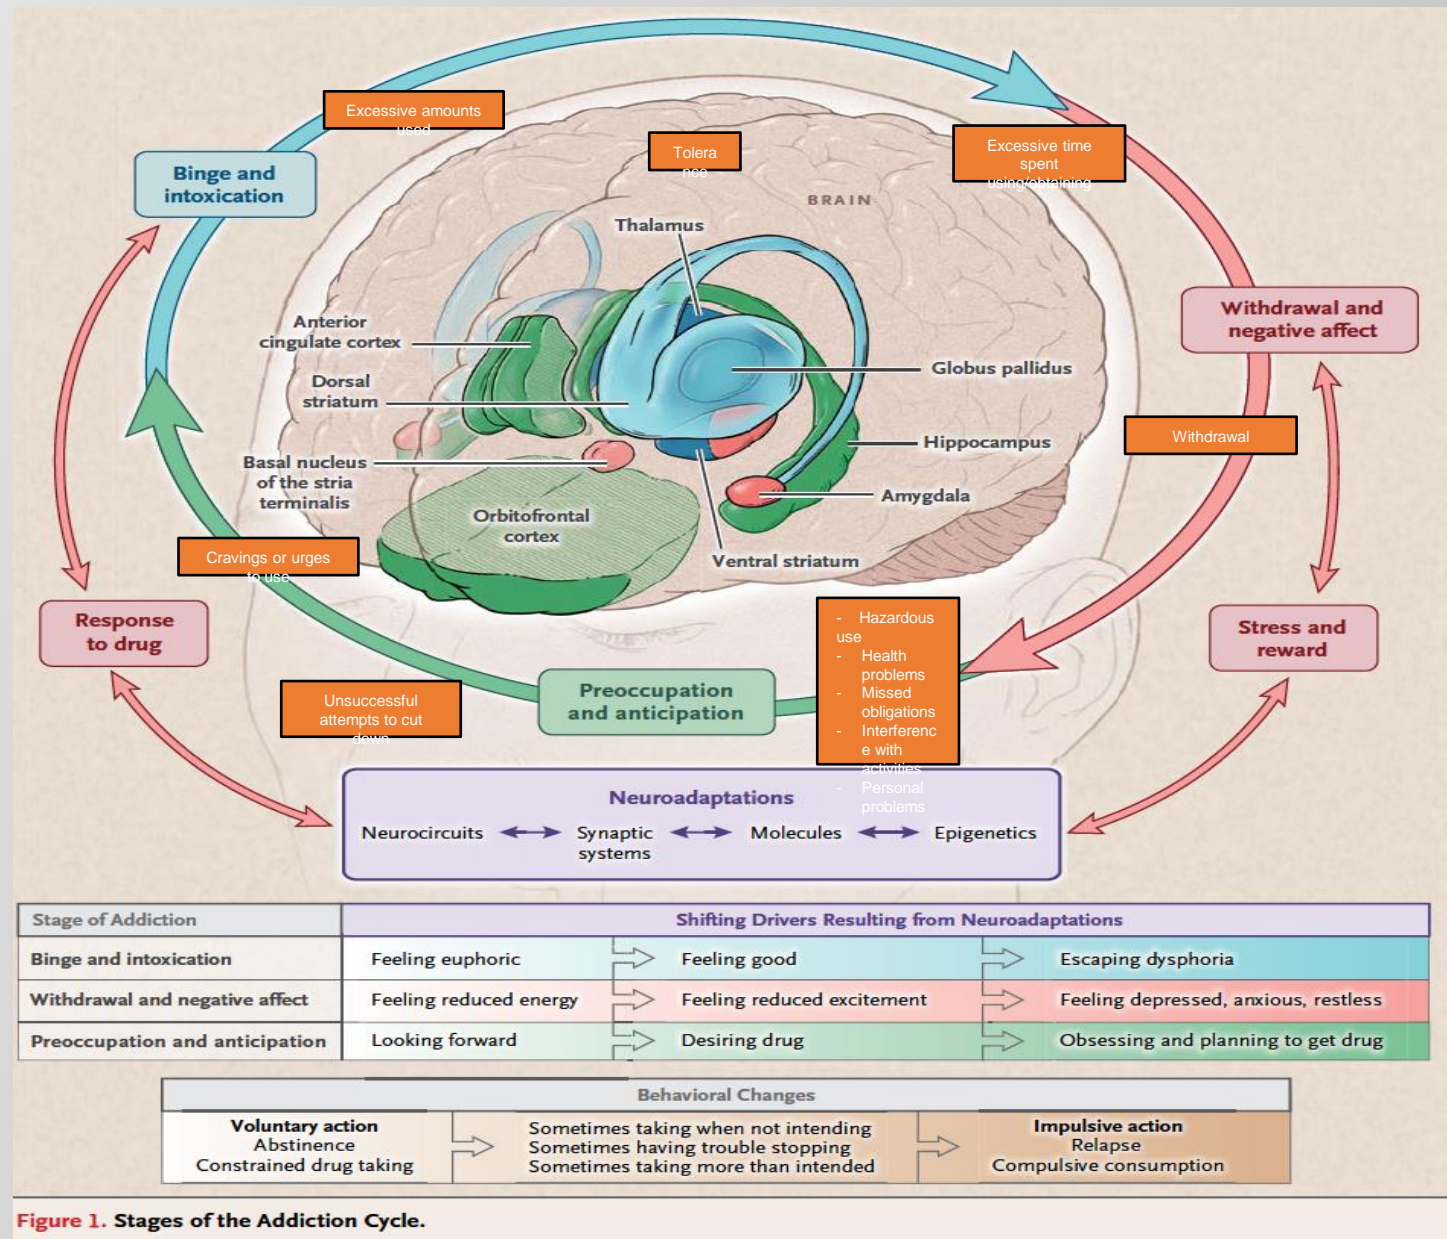 Excessive amounts
used
Tolera
nce
Excessive time
spent
using/obtaining
Binge and
intoxication
BRAIN
Thalamus
Withdrawal and
negative affect
Anterior
cingulate cortex
Globus pallidus
Dorsal
striatum
Withdrawal
Hippocampus
Basal nucleus
of the stria
terminalis
Amygdala
Orbitofrontal
cortex
Ventral striatum
Cravings or urges
to use
Response
to drug
Stress and
reward
- Hazardous
use
- Health
problems
- Missed
obligations
- Interferenc
e with
activities
- Personal
problems
Preoccupation
and anticipation
Unsuccessful
attempts to cut
down
Neuroadaptations
Neurocircuits
Synaptic
systems
Molecules
Epigenetics
Stage of Addiction
Shifting Drivers Resulting from Neuroadaptations
Binge and intoxication Feeling euphoric Feeling good Escaping dysphoria
Withdrawal and negative affect Feeling reduced energy Feeling reduced excitement Feeling depressed, anxious, restless
Preoccupation and anticipation Looking forward Desiring drug Obsessing and planning to get drug
Behavioral Changes
Voluntary action
Abstinence
Constrained drug taking
Sometimes taking when not intending
Sometimes having trouble stopping
Sometimes taking more than intended
Impulsive action
Relapse
Compulsive consumption
Figure 1. Stages of the Addiction Cycle.